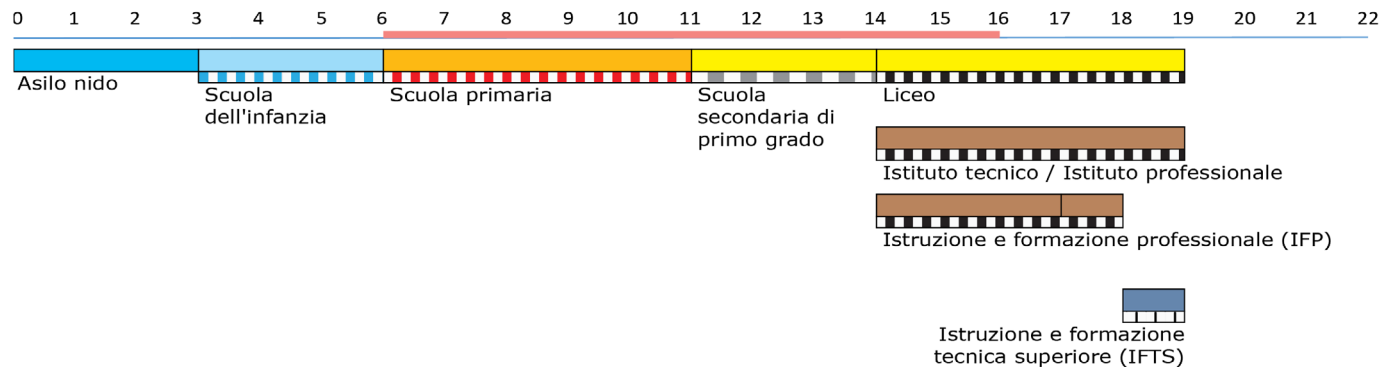 0 1 2 3 4 5 6 7 8 9 10 11 12 13 14 15 16 17 18 19 20 21 22
Asilo nido
Scuola
dell'infanzia
Scuola primaria
Scuola
secondaria di
primo grado
Liceo
Istituto tecnico / Istituto professionale
Istruzione e formazione professionale (IFP)
Istruzione e formazione
tecnica superiore (IFTS)